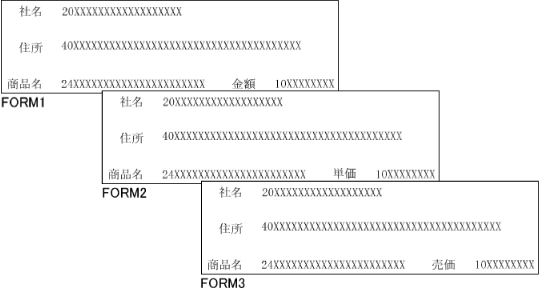 社名 20XXXXXXXXXXXXXXXXXX
住所 40XXXXXXXXXXXXXXXXXXXXXXXXXXXXXXXXXXXXXX
商品名 24XXXXXXXXXXXXXXXXXXXXXX 金額 10XXXXXXXX
FORM1
社名 20XXXXXXXXXXXXXXXXXX
住所 40XXXXXXXXXXXXXXXXXXXXXXXXXXXXXXXXXXXXXX
商品名 24XXXXXXXXXXXXXXXXXXXXXX 単価 10XXXXXXXX
FORM2
社名 20XXXXXXXXXXXXXXXXXX
住所 40XXXXXXXXXXXXXXXXXXXXXXXXXXXXXXXXXXXXXX
商品名 24XXXXXXXXXXXXXXXXXXXXXX 売価 10XXXXXXXX
FORM3